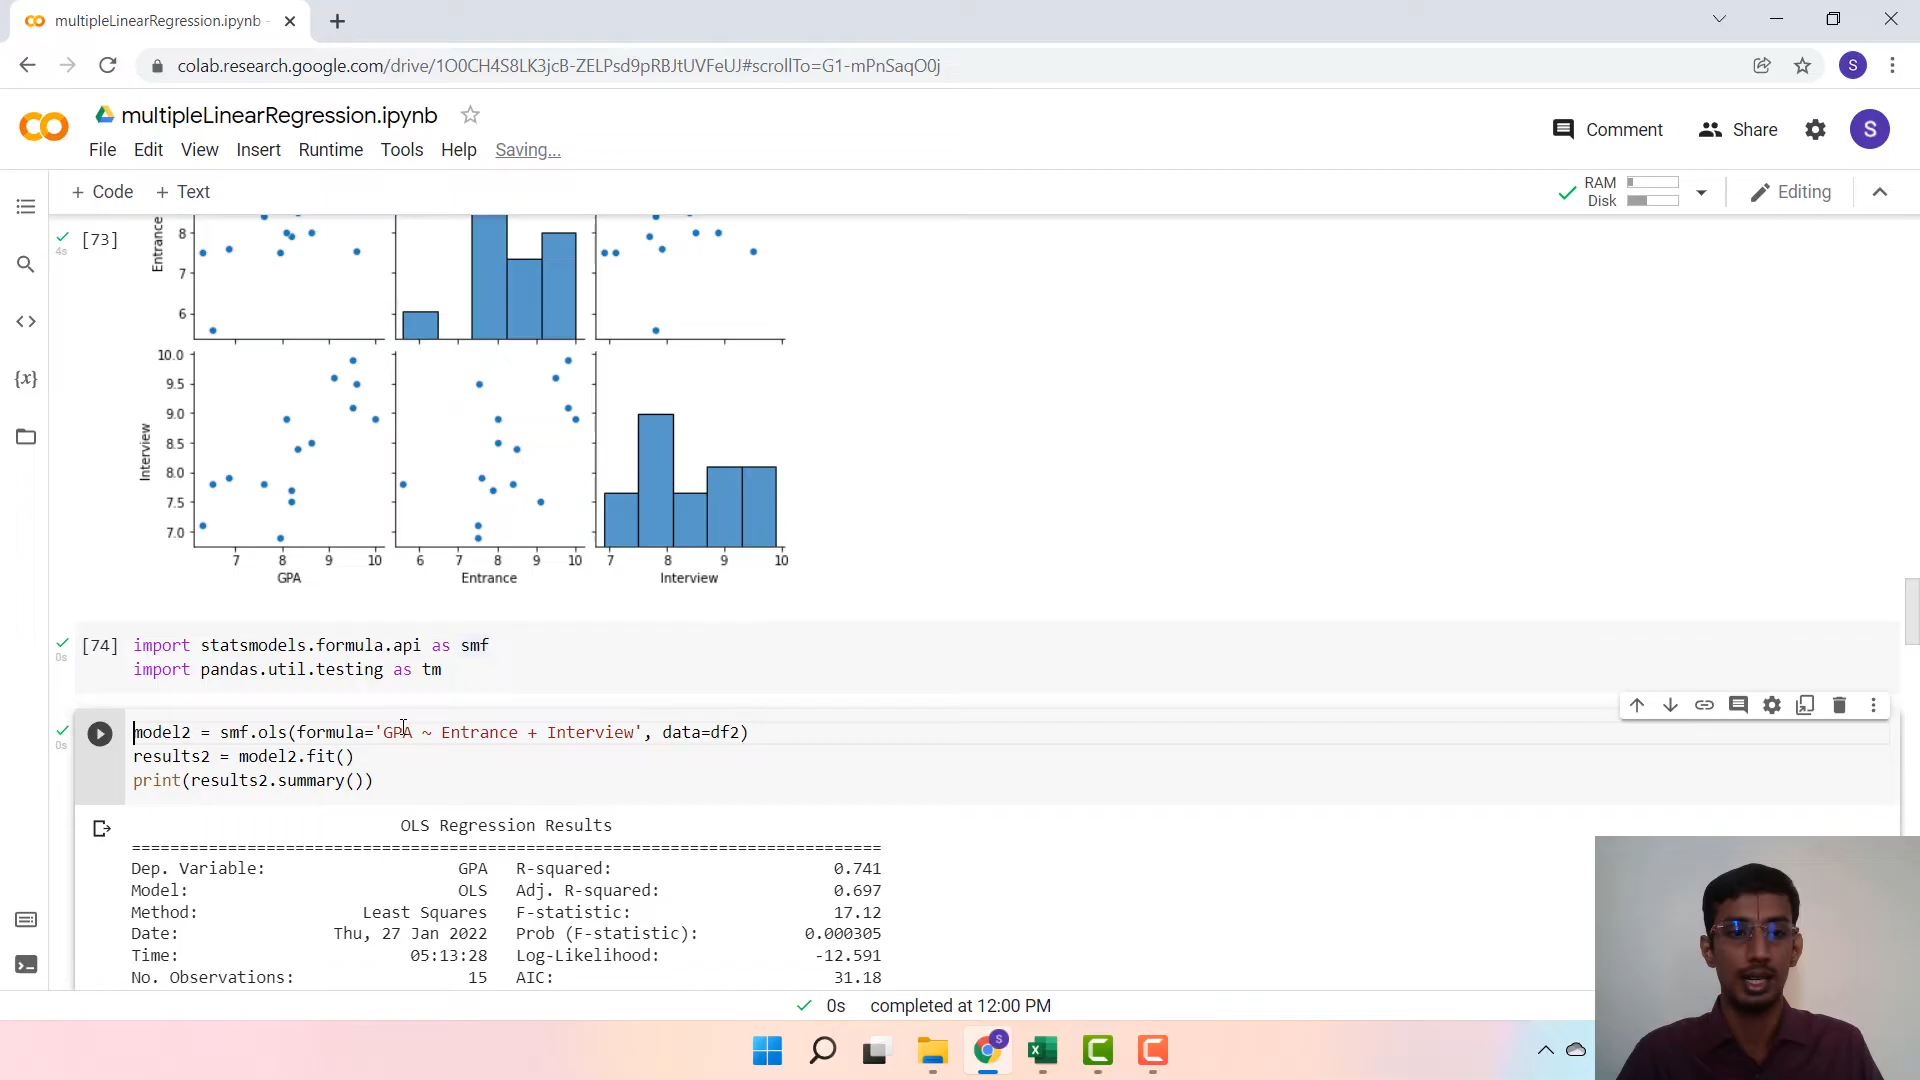 multipleLinearRegression.ipynb -
colab.research.google.com/drive/1O0CH4S8LK3jcB-ZELPsd9pRBJtUVFeUJ#scrollTo=G1-mPnSaqO0j
S
multipleLinearRegression.ipynb
Comment
Share
S
File Edit View Insert Runtime Tools Help Saving...
+ Code + Text
RAM
Disk
Editing
[73]
4s
Entrance
8
7
6
Interview
10.0
9.5
9.0
8.5
8.0
7.5
7.0
7 8 9 10 6 7 8 9 10 7 8 9 10
GPA Entrance Interview
{x}
[74]
0s
import statsmodels.formula.api as smf
import pandas.util.testing as tm
0s
model2 = smf.ols(formula='GPA ~ Entrance + Interview', data=df2)
results2 = model2.fit()
print(results2.summary())
OLS Regression Results
==============================================================================
Dep. Variable: GPA R-squared: 0.741
Model: OLS Adj. R-squared: 0.697
Method: Least Squares F-statistic: 17.12
Date: Thu, 27 Jan 2022 Prob (F-statistic): 0.000305
Time: 05:13:28 Log-Likelihood: -12.591
No. Observations: 15 AIC: 31.18
0s completed at 12:00 PM
S